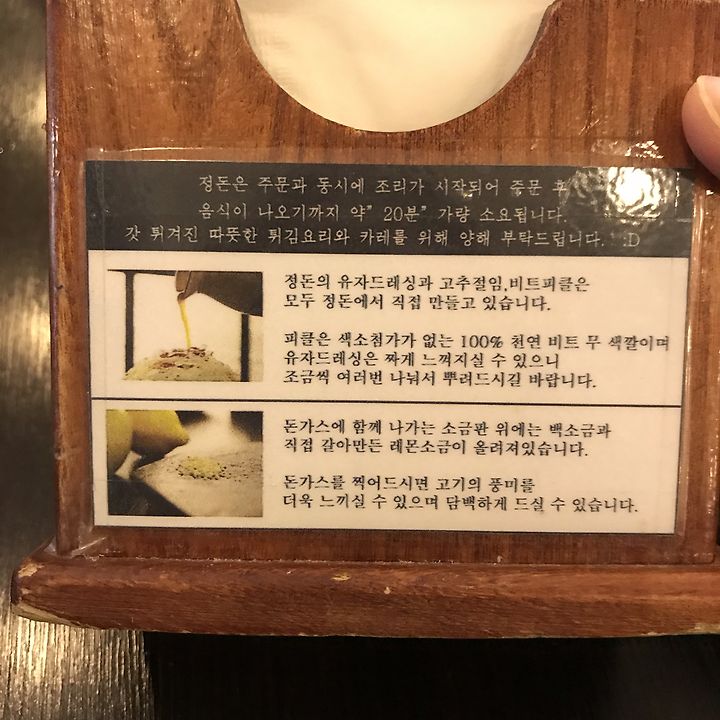 정돈은 주문과 동시에 조리가 시작되어 주문 후
음식이 나오기까지 약" 20분" 가량 소요됩니다.
갓 튀겨진 따뜻한 튀김요리와 카레를 위해 양해 부탁드립니다. :D
정돈의 유자드레싱과 고추절임,비트피클은
모두 정돈에서 직접 만들고 있습니다.
피클은 색소첨가가 없는 100% 천연 비트 무 색깔이며
유자드레싱은 짜게 느껴지실 수 있으니
조금씩 여러번 나눠서 뿌려드시길 바랍니다.
돈가스에 함께 나가는 소금판 위에는 백소금과
직접 갈아만든 레몬소금이 올려져있습니다.
돈가스를 찍어드시면 고기의 풍미를
더욱 느끼실 수 있으며 담백하게 드실 수 있습니다.